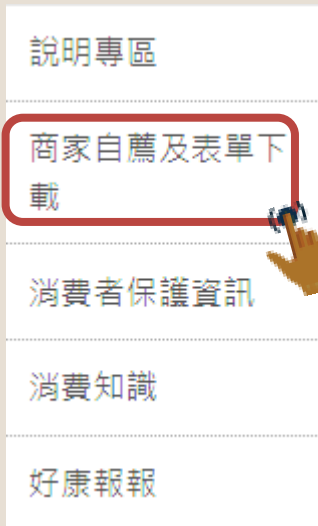 說明專區
商家自薦及表單下
載
消費者保護資訊
消費知識
好康報報